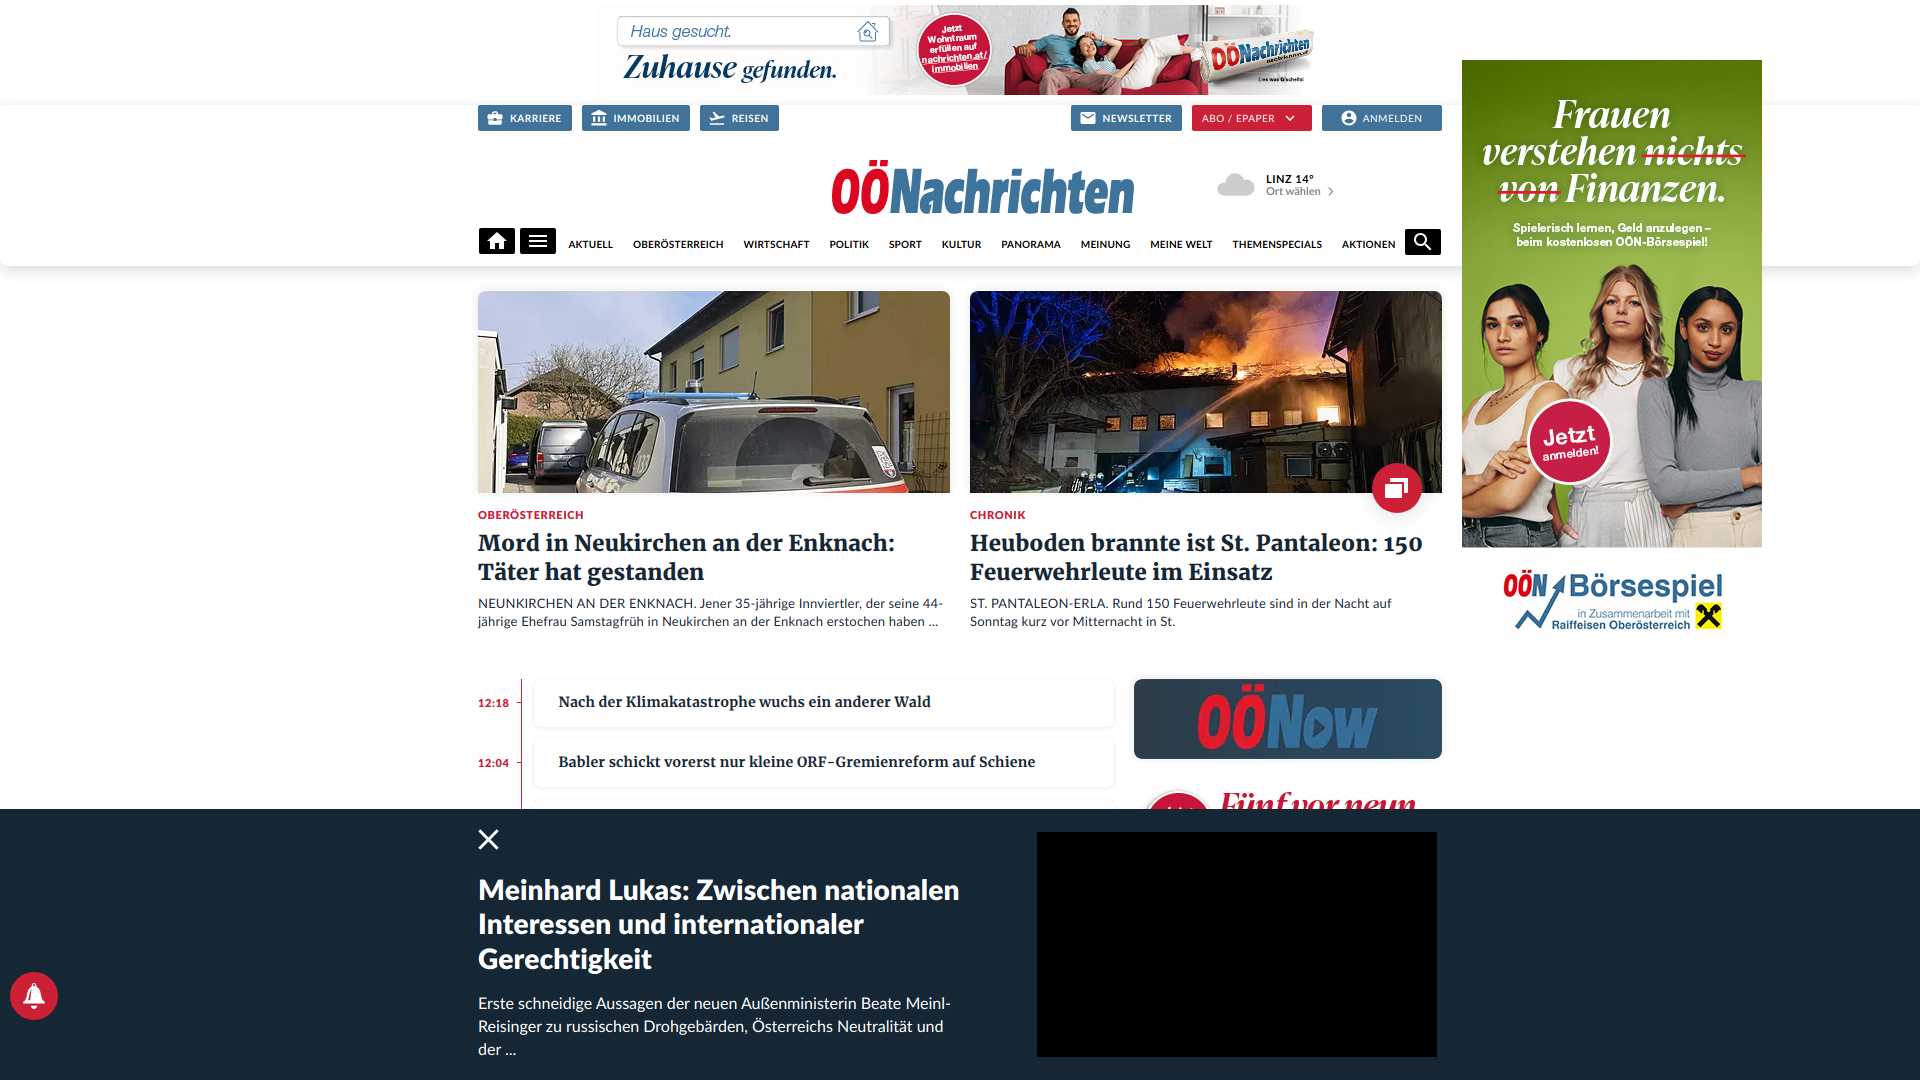 Haus gesucht.
Zuhause gefunden.
Jetzt
Wohntraum
erfüllen auf
nachrichten.at/
immobilien
OÖNachrichten
Lies was Gscheits!
KARRIERE
IMMOBILIEN
REISEN
NEWSLETTER
ABO / EPAPER
ANMELDEN
OÖNachrichten
LINZ 14°
Ort wählen
AKTUELL
OBERÖSTERREICH
WIRTSCHAFT
POLITIK
SPORT
KULTUR
PANORAMA
MEINUNG
MEINE WELT
THEMENSPECIALS
AKTIONEN
Frauen
verstehen nichts
von Finanzen.
Spielerisch lernen, Geld anzulegen –
beim kostenlosen OÖN-Börsespiel!
Jetzt
anmelden!
OÖN Börsespiel
in Zusammenarbeit mit
Raiffeisen Oberösterreich
OBERÖSTERREICH
Mord in Neukirchen an der Enknach:
Täter hat gestanden
NEUNKIRCHEN AN DER ENKNACH. Jener 35-jährige Innviertler, der seine 44-
jährige Ehefrau Samstagfrüh in Neukirchen an der Enknach erstochen haben ...
CHRONIK
Heuboden brannte ist St. Pantaleon: 150
Feuerwehrleute im Einsatz
ST. PANTALEON-ERLA. Rund 150 Feuerwehrleute sind in der Nacht auf
Sonntag kurz vor Mitternacht in St.
12:18
Nach der Klimakatastrophe wuchs ein anderer Wald
12:04
Babler schickt vorerst nur kleine ORF-Gremienreform auf Schiene
OÖNow
Fünf vor neun
Meinhard Lukas: Zwischen nationalen
Interessen und internationaler
Gerechtigkeit
Erste schneidige Aussagen der neuen Außenministerin Beate Meinl-
Reisinger zu russischen Drohgebärden, Österreichs Neutralität und
der ...